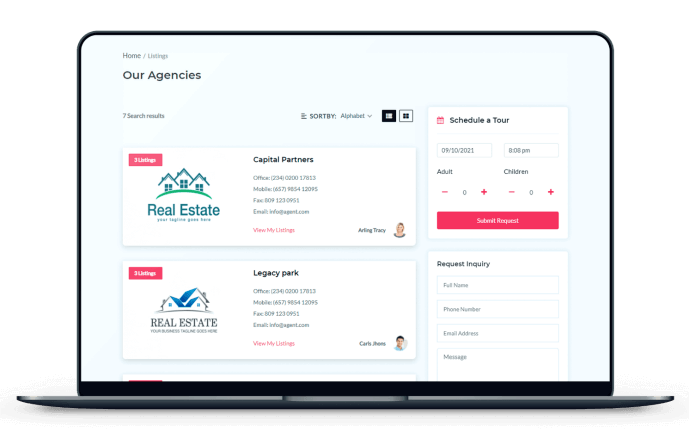 Home / Listings
Our Agencies
7 Search results
SORTBY: Alphabet
3 Listings
Real Estate
your tagline goes here
Capital Partners
Office: (234) 0200 17813
Mobile: (657) 9854 12095
Fax: 809 123 0951
Email: info@agent.com
View My Listings
Arling Tracy
3 Listings
REAL ESTATE
YOUR BUSINESS TAGLINE GOES HERE
Legacy park
Office: (234) 0200 17813
Mobile: (657) 9854 12095
Fax: 809 123 0951
Email: info@agent.com
View My Listings
Carls Jhons
Schedule a Tour
09/10/2021 8:08 pm
Adult Children
− 0 + − 0 +
Submit Request
Request Inquiry
Full Name
Phone Number
Email Address
Message